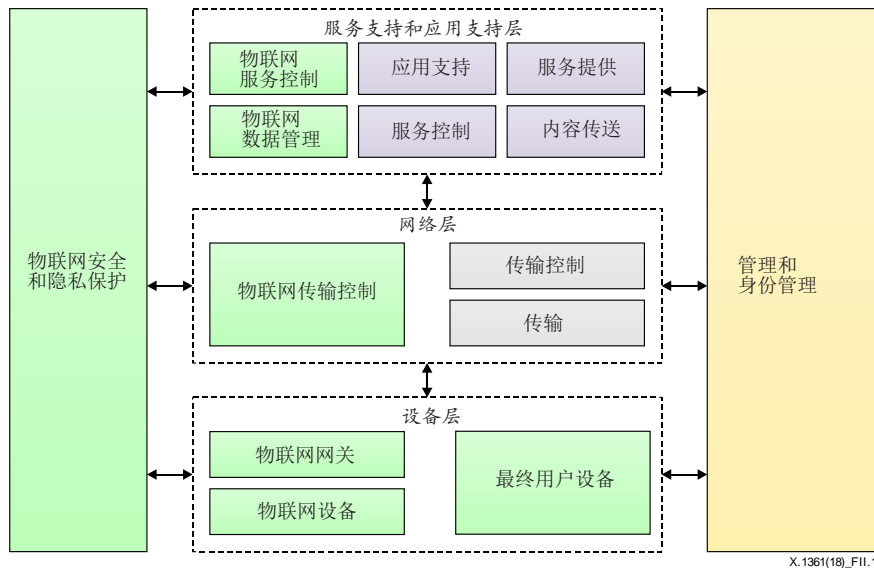 服务支持和应用支持层
物联网
服务控制
应用支持
服务提供
物联网
数据管理
服务控制
内容传送
网络层
物联网安全
和隐私保护
物联网传输控制
传输控制
传输
管理和
身份管理
设备层
物联网网关
物联网设备
最终用户设备
X.1361(18)_FII.1